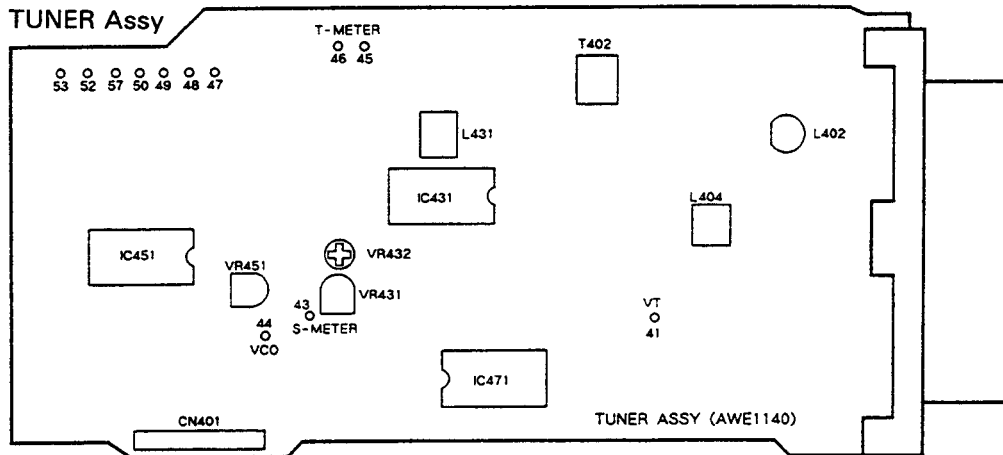 TUNER Assy
T-METER
46 45
T402
53 52 57 50 49 48 47
L431
L402
IC431
L404
IC451
VR432
VR451
VR431
43
S-METER
VT
41
44
VCO
IC471
CN401
TUNER ASSY (AWE1140)